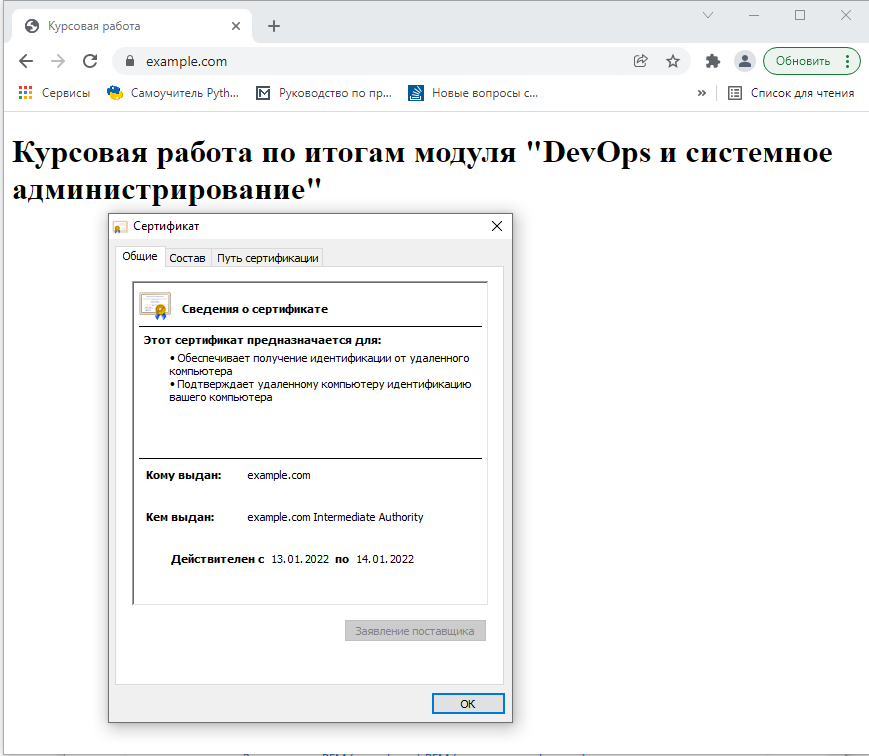 Курсовая работа
example.com
Обновить
Сервисы
Самоучитель Pyth...
Руководство по пр...
Новые вопросы с...
»
Список для чтения
Курсовая работа по итогам модуля "DevOps и системное
администрирование"
Сертификат
Общие
Состав
Путь сертификации
Сведения о сертификате
Этот сертификат предназначается для:
• Обеспечивает получение идентификации от удаленного
компьютера
• Подтверждает удаленному компьютеру идентификацию
вашего компьютера
Кому выдан: example.com
Кем выдан: example.com Intermediate Authority
Действителен с 13.01.2022 по 14.01.2022
Заявление поставщика
OK